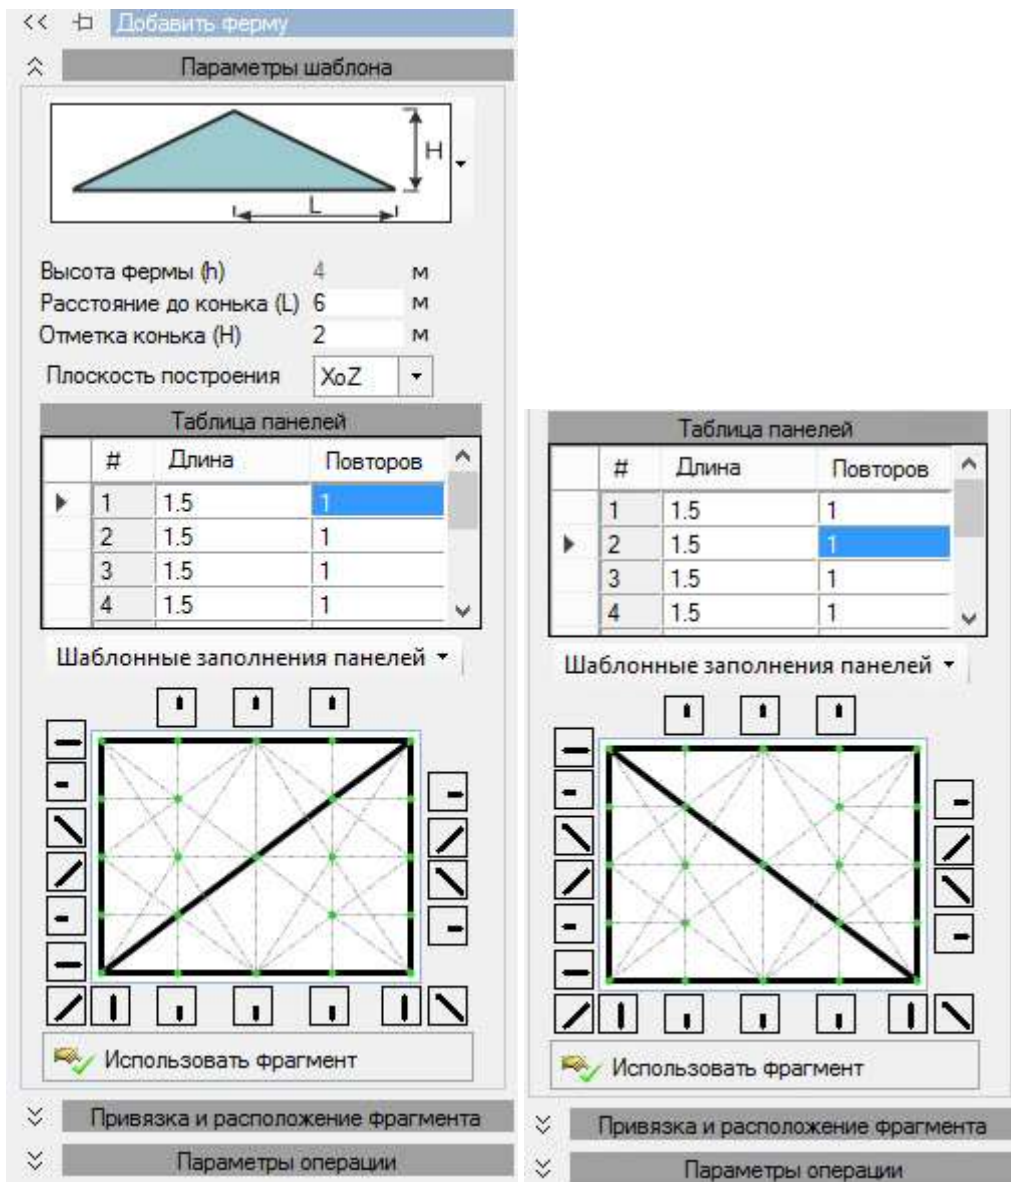 Добавить ферму
Параметры шаблона
H
L
Высота фермы (h) 4 м
Расстояние до конька (L) 6 м
Отметка конька (H) 2 м
Плоскость построения XoZ
Таблица панелей
# Длина Повторов
1 1.5 1
2 1.5 1
3 1.5 1
4 1.5 1
Шаблонные заполнения панелей
Использовать фрагмент
Привязка и расположение фрагмента
Параметры операции
Таблица панелей
# Длина Повторов
1 1.5 1
2 1.5 1
3 1.5 1
4 1.5 1
Шаблонные заполнения панелей
Использовать фрагмент
Привязка и расположение фрагмента
Параметры операции